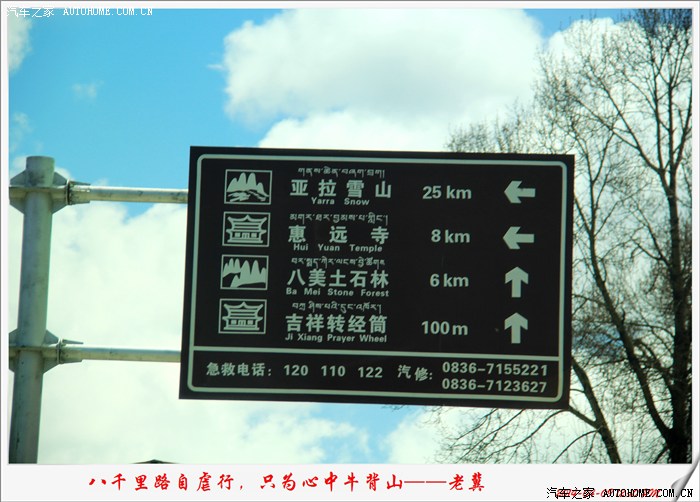 汽车之家 AUTOHOME.COM.CN
亚拉雪山 25 km
Yarra Snow
惠远寺 8 km
Hui Yuan Temple
八美土石林 6 km
Ba Mei Stone Forest
吉祥转经筒 100 m
Ji Xiang Prayer Wheel
急救电话: 120 110 122 汽修: 0836-7155221
0836-7123627
八千里路自虐行，只为心中牛背山——老冀
汽车之家 AUTOHOME.COM.CN